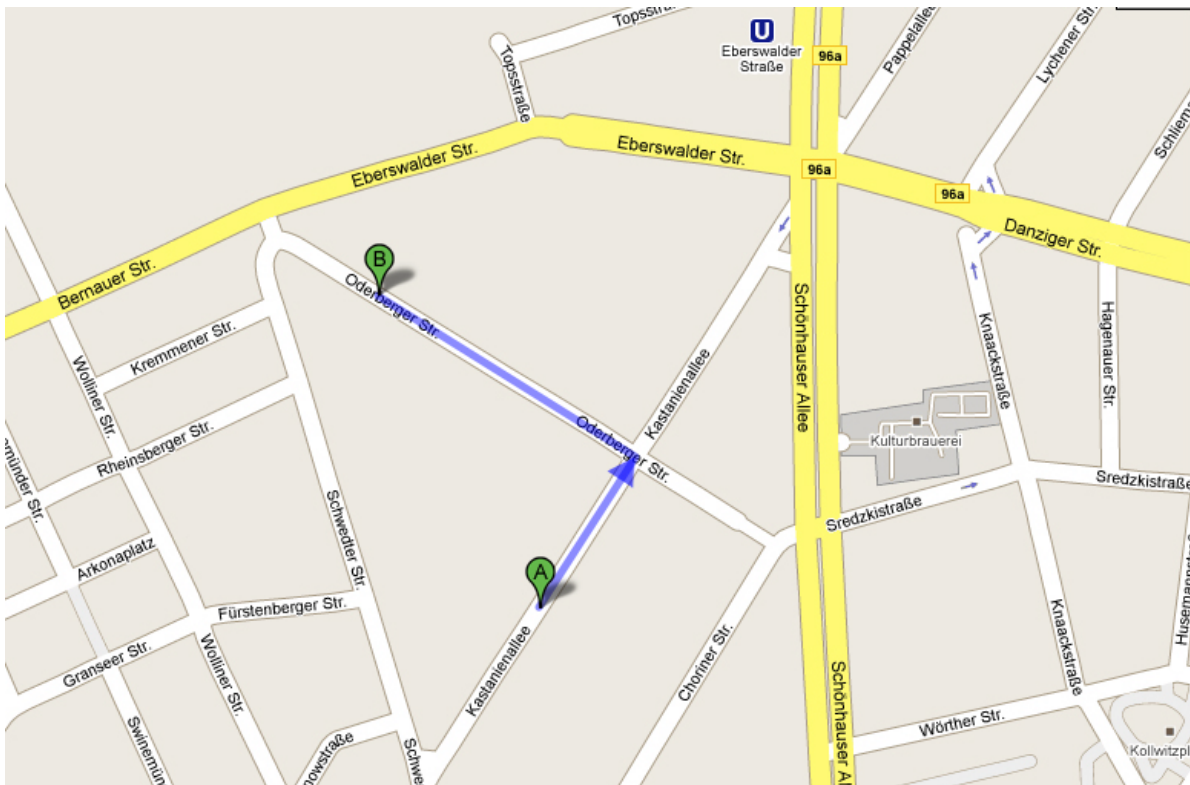 Topsstraße
Pappelallee
Lychener Str.
U
Eberswalder
Straße
96a
Topsstraße
Eberswalder Str.
Eberswalder Str.
96a
96a
Danziger Str.
Bernauer Str.
B
Oderberger Str.
Kremmener Str.
Wolliner Str.
Rheinsberger Str.
Schönhauser Allee
Kastanienallee
Knaackstraße
Hagenauer Str.
Kulturbrauerei
Oderberger Str.
Sredzkistraße
Sredzkistraße
Schwedter Str.
Arkonaplatz
A
Fürstenberger Str.
Granseer Str.
Wolliner Str.
Kastanienallee
Choriner Str.
Knaackstraße
Schönhauser Al
Wörther Str.
Kollwitzpl